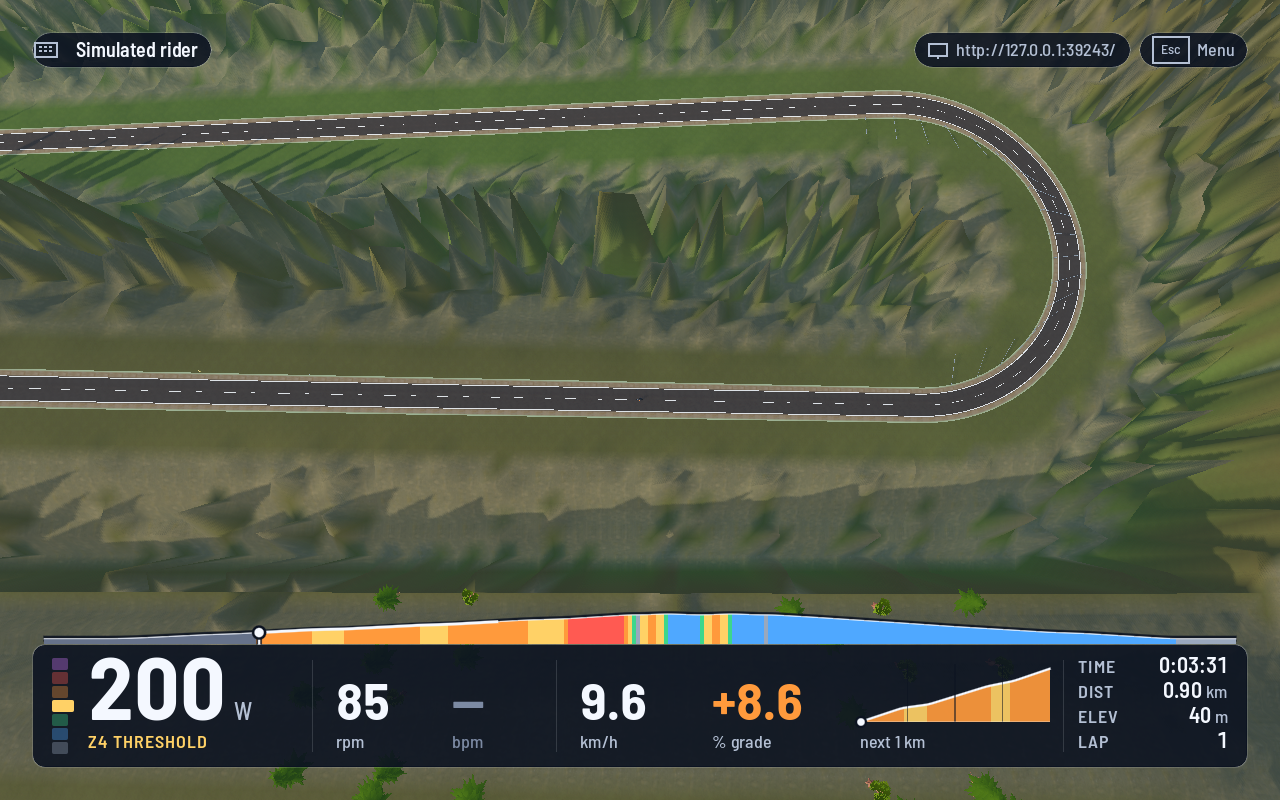 Simulated rider
http://127.0.0.1:39243/
Esc Menu
200 W
Z4 THRESHOLD
85
rpm
—
bpm
9.6
km/h
+8.6
% grade
next 1 km
TIME 0:03:31
DIST 0.90 km
ELEV 40 m
LAP 1